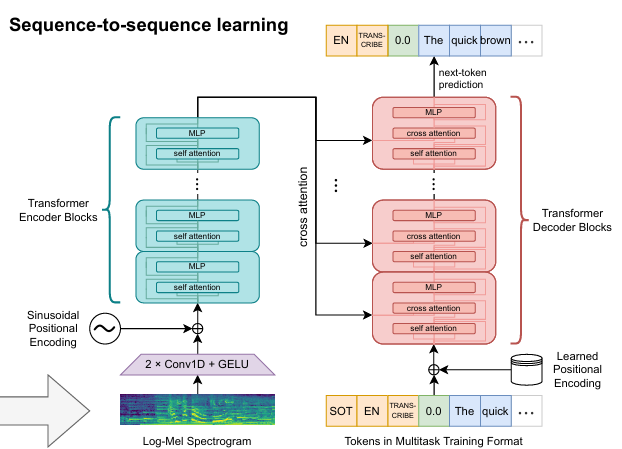 Sequence-to-sequence learning
EN TRANS-CRIBE 0.0 The quick brown ...
next-token
prediction
MLP
self attention
MLP
self attention
MLP
self attention
Transformer
Encoder Blocks
cross attention
MLP
cross attention
self attention
MLP
cross attention
self attention
MLP
cross attention
self attention
Transformer
Decoder Blocks
Sinusoidal
Positional
Encoding
2 × Conv1D + GELU
Learned
Positional
Encoding
SOT EN TRANS-CRIBE 0.0 The quick ...
Log-Mel Spectrogram
Tokens in Multitask Training Format